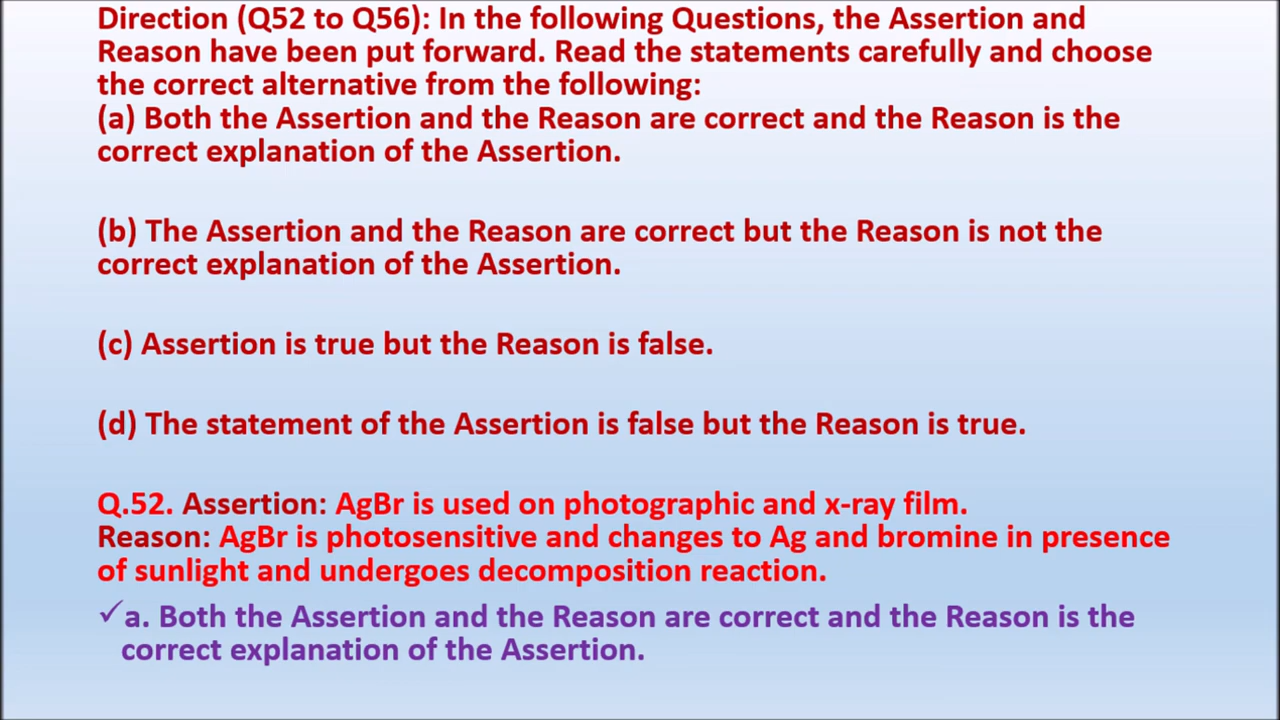 Direction (Q52 to Q56): In the following Questions, the Assertion and
Reason have been put forward. Read the statements carefully and choose
the correct alternative from the following:
(a) Both the Assertion and the Reason are correct and the Reason is the
correct explanation of the Assertion.
(b) The Assertion and the Reason are correct but the Reason is not the
correct explanation of the Assertion.
(c) Assertion is true but the Reason is false.
(d) The statement of the Assertion is false but the Reason is true.
Q.52. Assertion: AgBr is used on photographic and x-ray film.
Reason: AgBr is photosensitive and changes to Ag and bromine in presence
of sunlight and undergoes decomposition reaction.
✓a. Both the Assertion and the Reason are correct and the Reason is the
correct explanation of the Assertion.